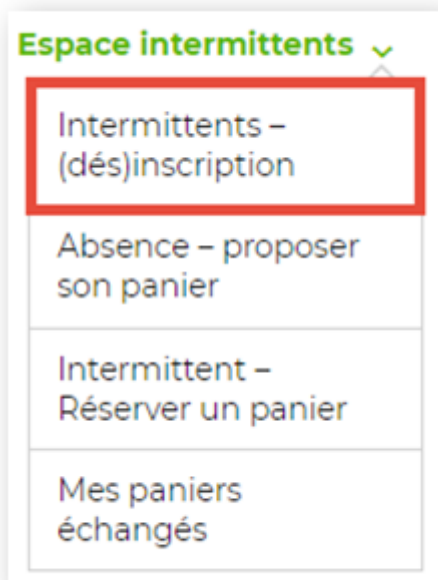 Espace intermittents
Intermittents –
(dés)inscription
Absence – proposer
son panier
Intermittent –
Réserver un panier
Mes paniers
échangés